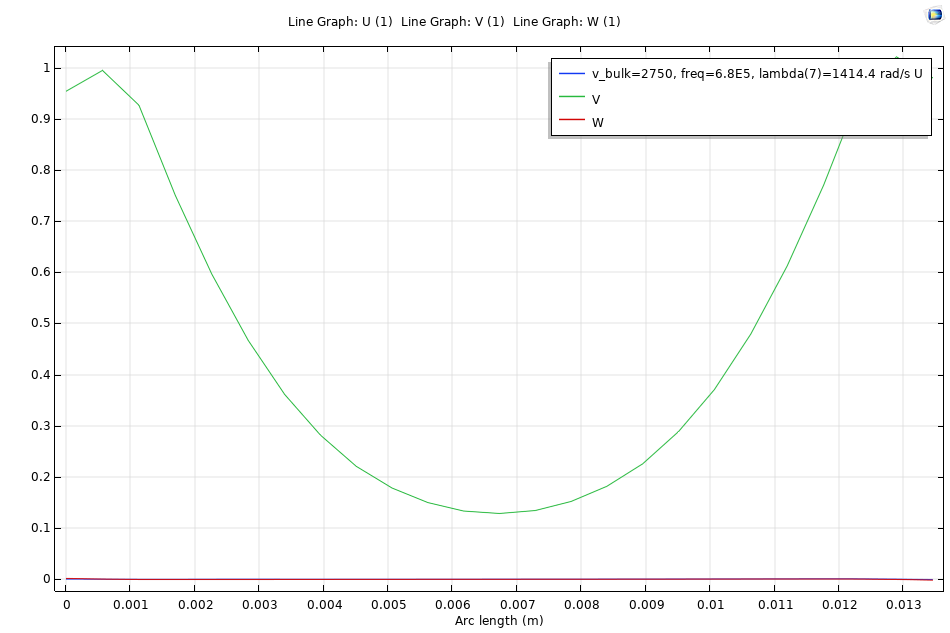 Line Graph: U (1) Line Graph: V (1) Line Graph: W (1)
v_bulk=2750, freq=6.8E5, lambda(7)=1414.4 rad/s U
V
W
1
0.9
0.8
0.7
0.6
0.5
0.4
0.3
0.2
0.1
0
0 0.001 0.002 0.003 0.004 0.005 0.006 0.007 0.008 0.009 0.01 0.011 0.012 0.013
Arc length (m)